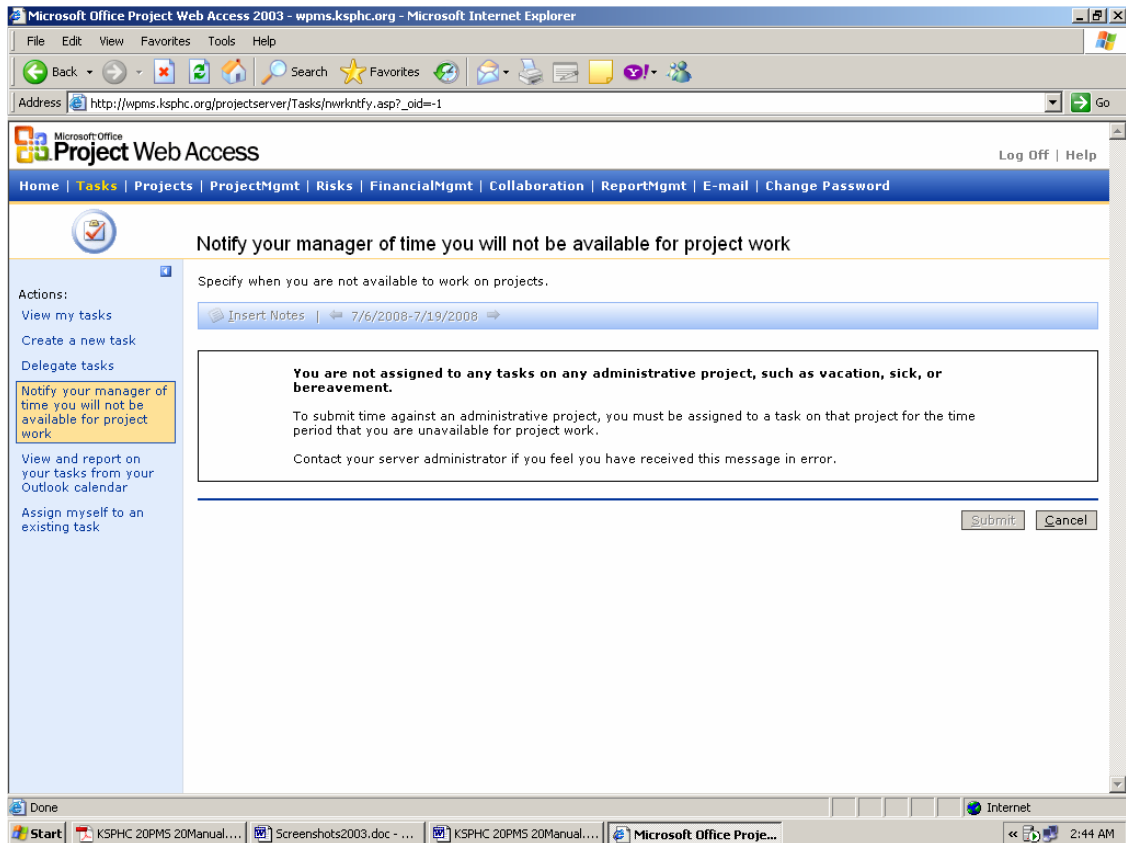 Microsoft Office Project Web Access 2003 - wpms.ksphc.org - Microsoft Internet Explorer
File Edit View Favorites Tools Help
Back Search Favorites
Address http://wpms.ksphc.org/projectserver/Tasks/nwrkntfy.asp?_oid=-1 Go
Microsoft Office
Project Web Access
Log Off | Help
Home | Tasks | Projects | ProjectMgmt | Risks | FinancialMgmt | Collaboration | ReportMgmt | E-mail | Change Password
Notify your manager of time you will not be available for project work
Actions:
View my tasks
Create a new task
Delegate tasks
Notify your manager of
time you will not be
available for project
work
View and report on
your tasks from your
Outlook calendar
Assign myself to an
existing task
Specify when you are not available to work on projects.
Insert Notes | 7/6/2008-7/19/2008
You are not assigned to any tasks on any administrative project, such as vacation, sick, or
bereavement.
To submit time against an administrative project, you must be assigned to a task on that project for the time
period that you are unavailable for project work.
Contact your server administrator if you feel you have received this message in error.
Submit Cancel
Done Internet
Start KSPHC 20PMS 20Manual.... Screenshots2003.doc - ... KSPHC 20PMS 20Manual.... Microsoft Office Proje... « 2:44 AM